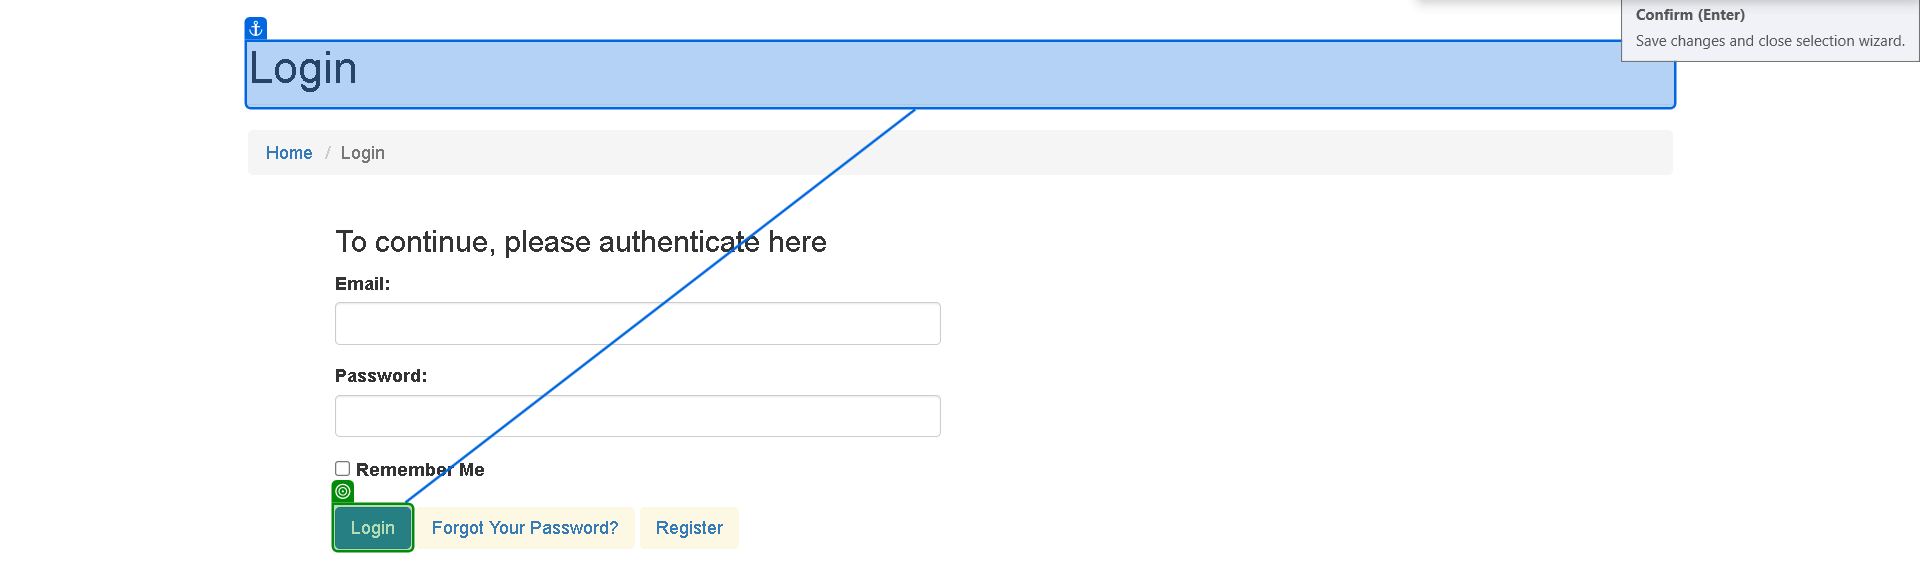 Confirm (Enter)
Save changes and close selection wizard.
Login
Home / Login
To continue, please authenticate here
Email:
Password:
Remember Me
Login Forgot Your Password? Register